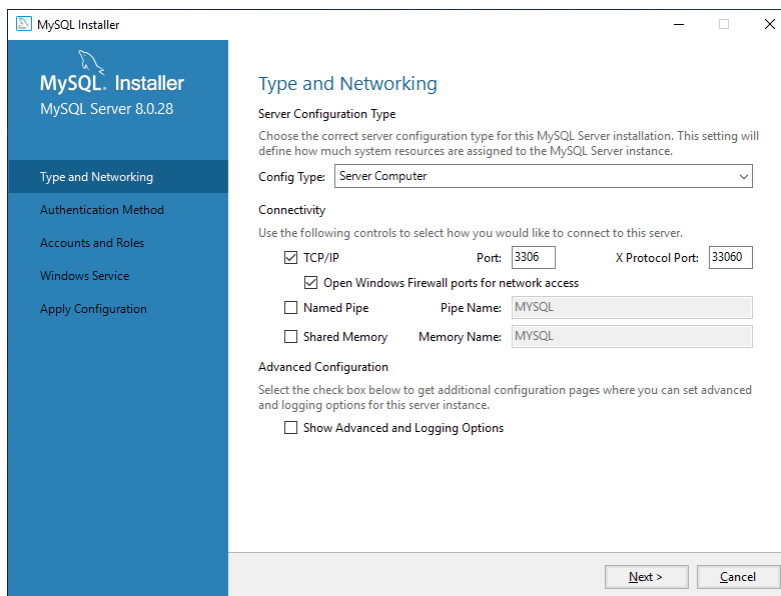 MySQL Installer
MySQL. Installer
MySQL Server 8.0.28
Type and Networking
Authentication Method
Accounts and Roles
Windows Service
Apply Configuration
Type and Networking
Server Configuration Type
Choose the correct server configuration type for this MySQL Server installation. This setting will
define how much system resources are assigned to the MySQL Server instance.
Config Type: Server Computer
Connectivity
Use the following controls to select how you would like to connect to this server.
TCP/IP Port: 3306 X Protocol Port: 33060
Open Windows Firewall ports for network access
Named Pipe Pipe Name: MYSQL
Shared Memory Memory Name: MYSQL
Advanced Configuration
Select the check box below to get additional configuration pages where you can set advanced
and logging options for this server instance.
Show Advanced and Logging Options
Next > Cancel